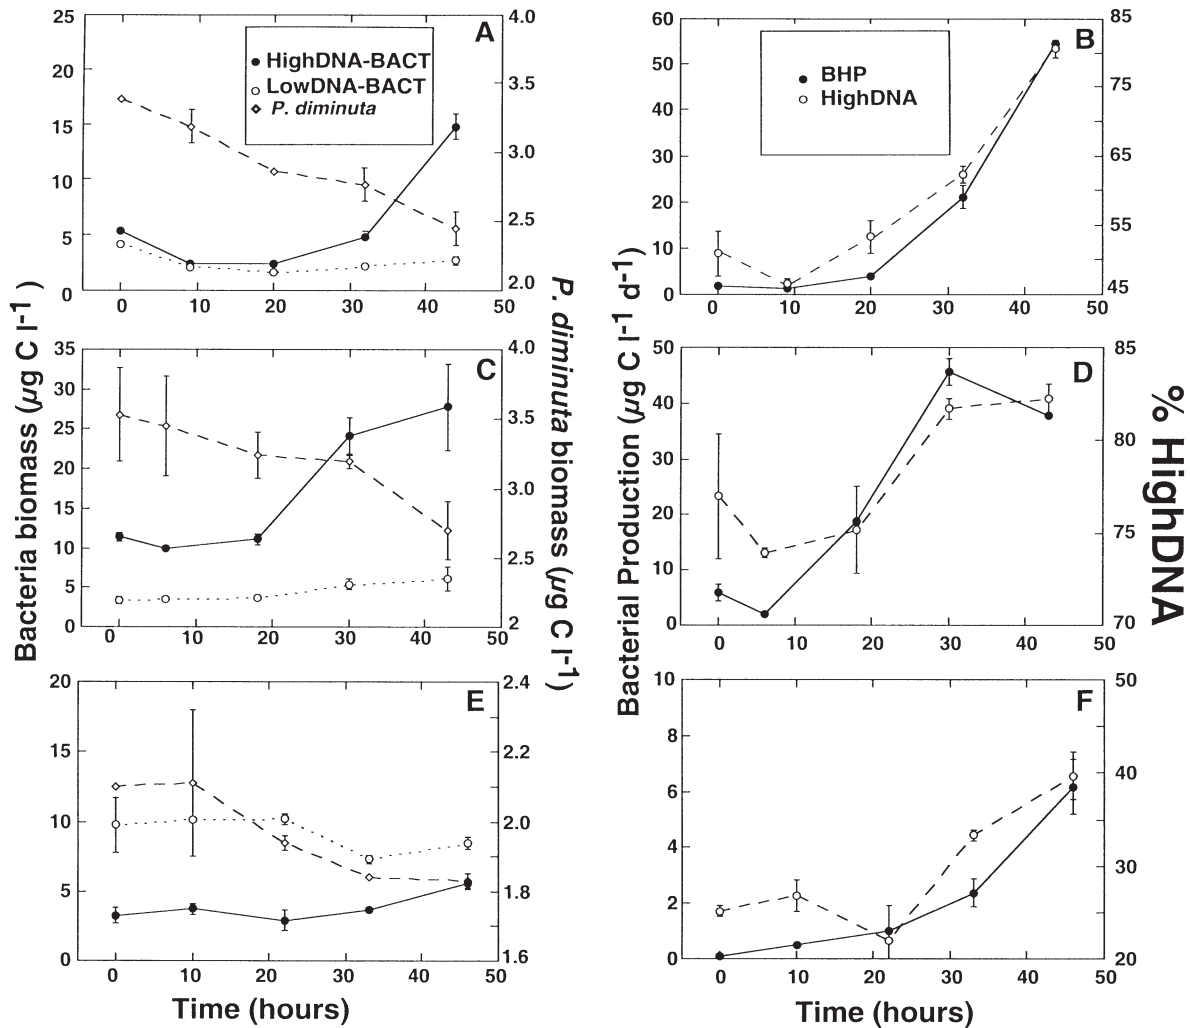 A
HighDNA-BACT
LowDNA-BACT
P. diminuta
25
20
15
10
5
0
4.0
3.5
3.0
2.5
2.0
0 10 20 30 40 50
B
BHP
HighDNA
60
50
40
30
20
10
0
85
75
65
55
45
0 10 20 30 40 50
C
35
30
25
20
15
10
5
0
4.0
3.5
3.0
2.5
2
0 10 20 30 40 50
D
50
40
30
20
10
0
85
80
75
70
0 10 20 30 40 50
E
20
15
10
5
0
2.4
2.2
2.0
1.8
1.6
0 10 20 30 40 50
F
10
8
6
4
2
0
50
40
30
20
0 10 20 30 40 50
Bacteria biomass (µg C l-1)
P. diminuta biomass (µg C l-1)
Bacterial Production (µg C l-1 d-1)
% HighDNA
Time (hours)
Time (hours)